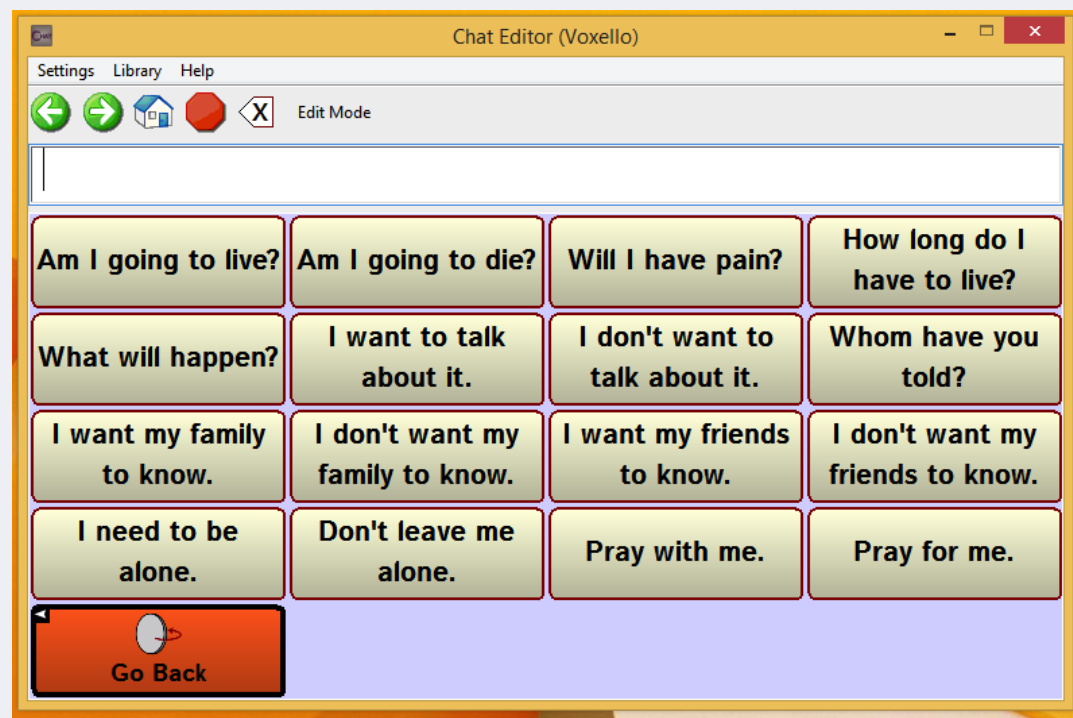 Chat Editor (Voxello)
Settings Library Help
X Edit Mode
Am I going to live? Am I going to die? Will I have pain? How long do I
have to live?
What will happen? I want to talk
about it. I don't want to
talk about it. Whom have you
told?
I want my family
to know. I don't want my
family to know. I want my friends
to know. I don't want my
friends to know.
I need to be
alone. Don't leave me
alone. Pray with me. Pray for me.
Go Back